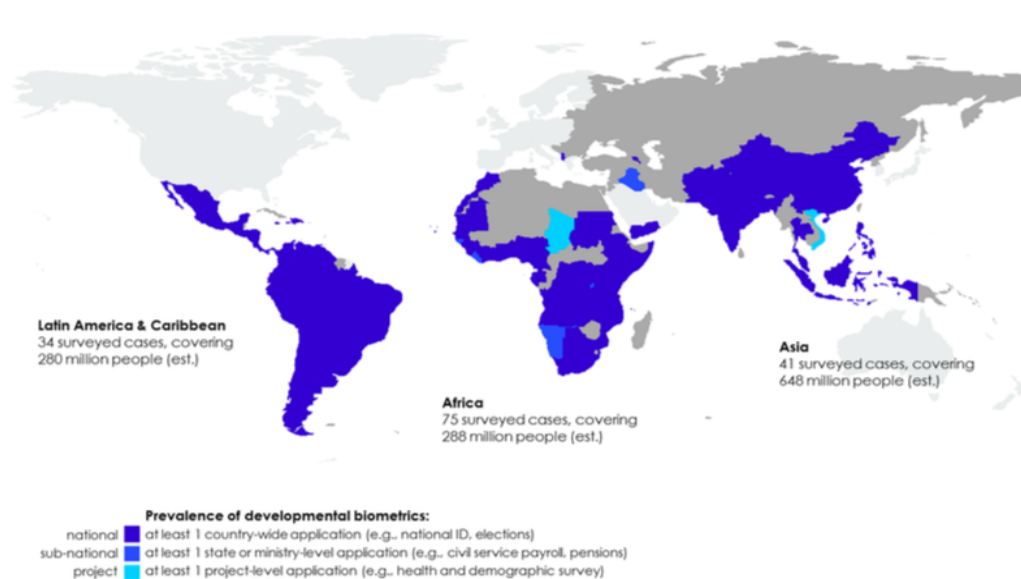 Latin America & Caribbean
34 surveyed cases, covering
280 million people (est.)
Africa
75 surveyed cases, covering
288 million people (est.)
Asia
41 surveyed cases, covering
648 million people (est.)
Prevalence of developmental biometrics:
national at least 1 country-wide application (e.g., national ID, elections)
sub-national at least 1 state or ministry-level application (e.g., civil service payroll, pensions)
project at least 1 project-level application (e.g., health and demographic survey)